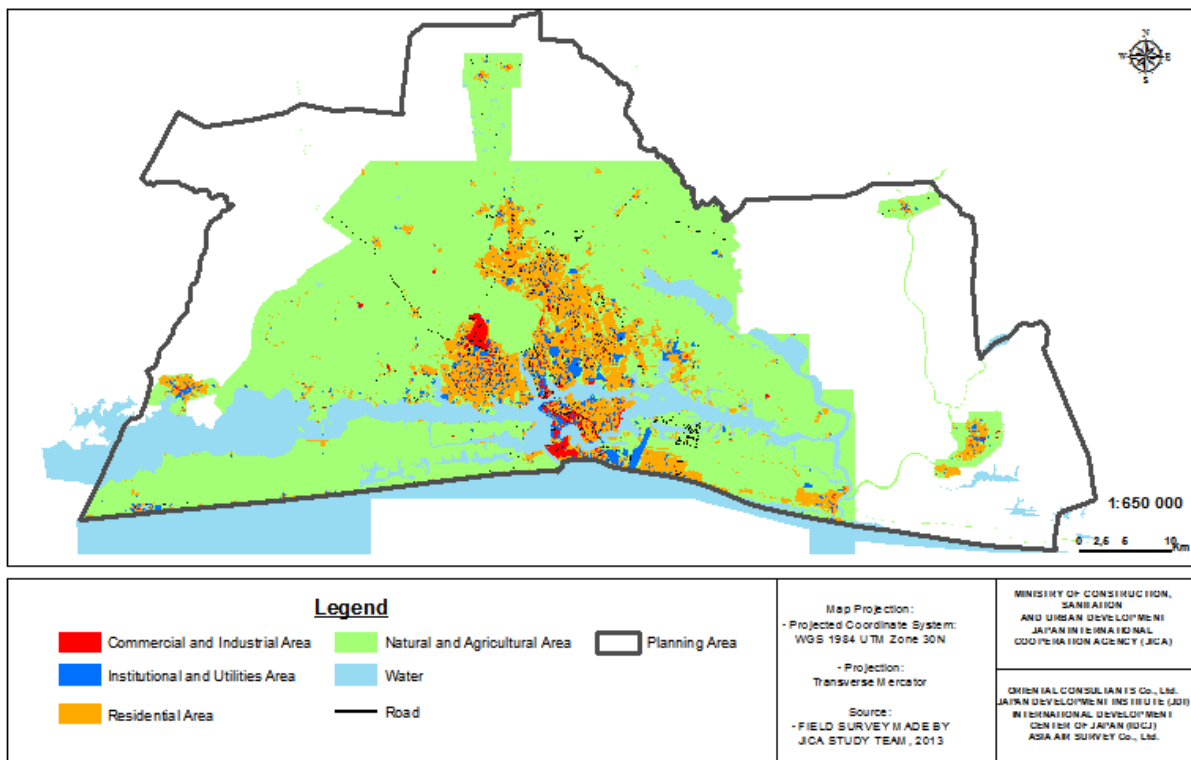 N
W E
S
1:650 000
0 2,5 5 10
Km
Legend
Commercial and Industrial Area
Institutional and Utilities Area
Residential Area
Natural and Agricultural Area
Water
Road
Planning Area
Map Projection:
- Projected Coordinate System:
WGS 1984 UTM Zone 30N
- Projection:
Transverse Mercator
Source:
- FIELD SURVEY MADE BY
JICA STUDY TEAM, 2013
MINISTRY OF CONSTRUCTION,
SANITATION
AND URBAN DEVELOPMENT
JAPAN INTERNATIONAL
COOPERATION AGENCY (JICA)
ORIENTAL CONSULTANTS Co., Ltd.
JAPAN DEVELOPMENT INSTITUTE (JDI)
INTERNATIONAL DEVELOPMENT
CENTER OF JAPAN (IDCJ)
ASIA AIR SURVEY Co., Ltd.